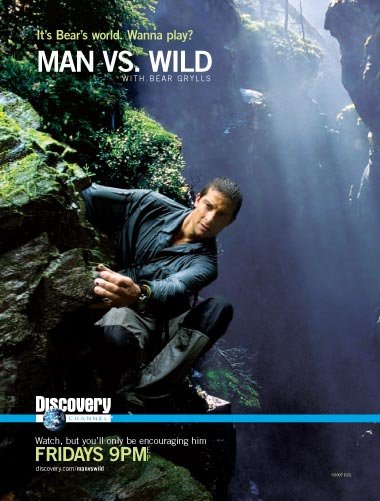 It's Bear's world. Wanna play?
MAN VS. WILD
WITH BEAR GRYLLS
Discovery
CHANNEL
Watch, but you'll only be encouraging him
FRIDAYS 9PM
discovery.com/manvswild